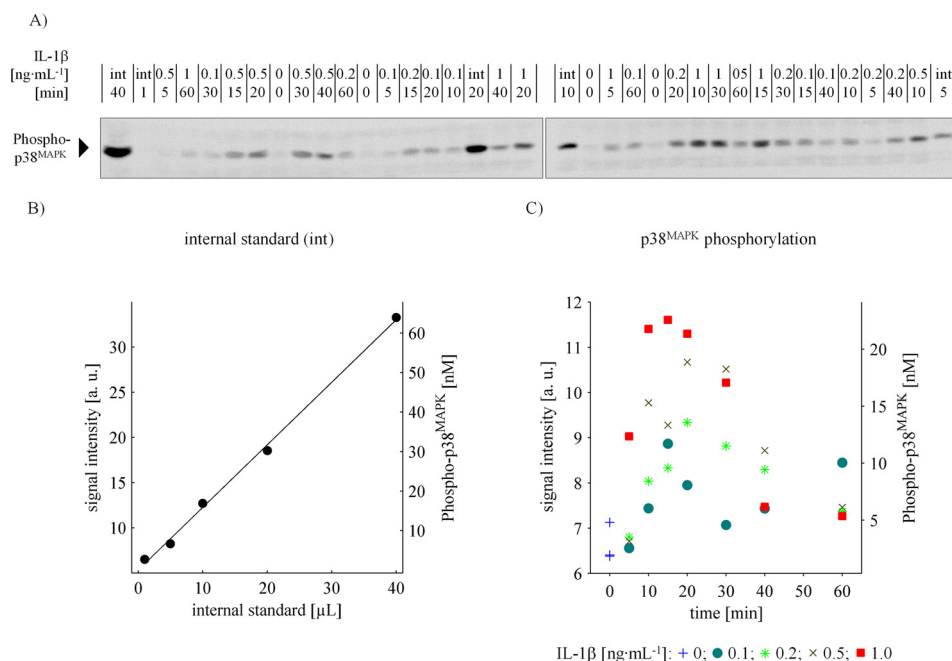 A)
IL-1β int int 0.5 1 0.1 0.5 0.5 0 0.5 0.5 0.2 0 0.1 0.2 0.1 0.1 int 1 1 int 0 1 0.1 0 0.2 1 1 05 1 0.1 0.1 0.2 0.2 0.2 0.5 int
[ng·mL⁻¹]
[min] 40 1 5 60 30 15 20 0 30 40 60 0 5 15 20 10 20 40 20 10 0 5 60 0 20 10 30 60 15 30 40 10 5 40 10 5
Phospho-
p38ᴹᴬᴾᴷ
B)
internal standard (int)
signal intensity [a. u.]
30
20
10
0 10 20 30 40
internal standard [µL]
60
50
40
30
20
10
Phospho-p38ᴹᴬᴾᴷ [nM]
C)
p38ᴹᴬᴾᴷ phosphorylation
signal intensity [a. u.]
12
11
10
9
8
7
6
0 10 20 30 40 50 60
time [min]
20
15
10
5
Phospho-p38ᴹᴬᴾᴷ [nM]
IL-1β [ng·mL⁻¹]: 0; 0.1; 0.2; 0.5; 1.0